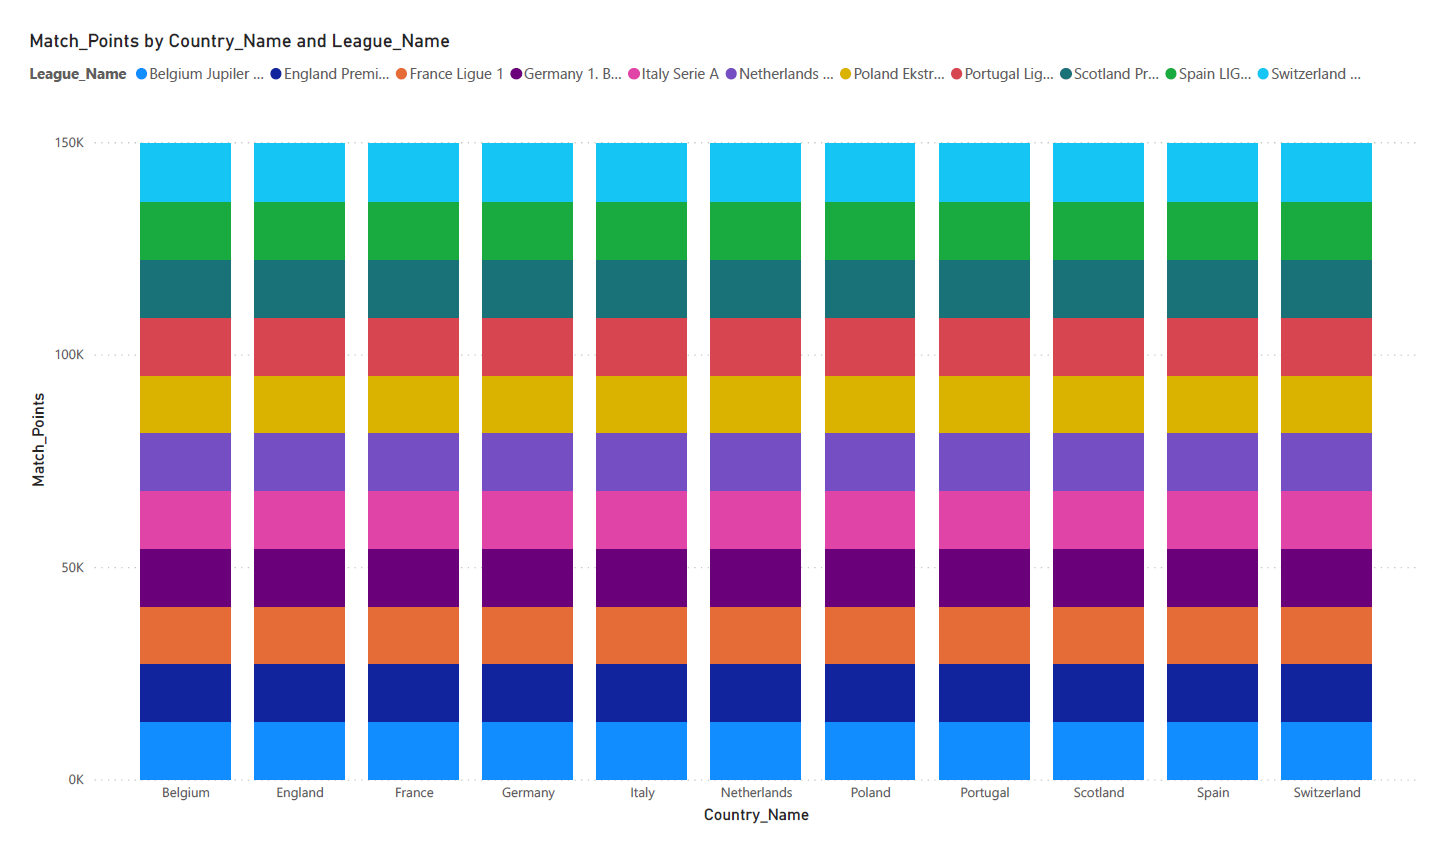 Match_Points by Country_Name and League_Name
League_Name Belgium Jupiler ... England Premi... France Ligue 1 Germany 1. B... Italy Serie A Netherlands ... Poland Ekstr... Portugal Lig... Scotland Pr... Spain LIG... Switzerland ...
150K
100K
50K
0K
Match_Points
Belgium England France Germany Italy Netherlands Poland Portugal Scotland Spain Switzerland
Country_Name